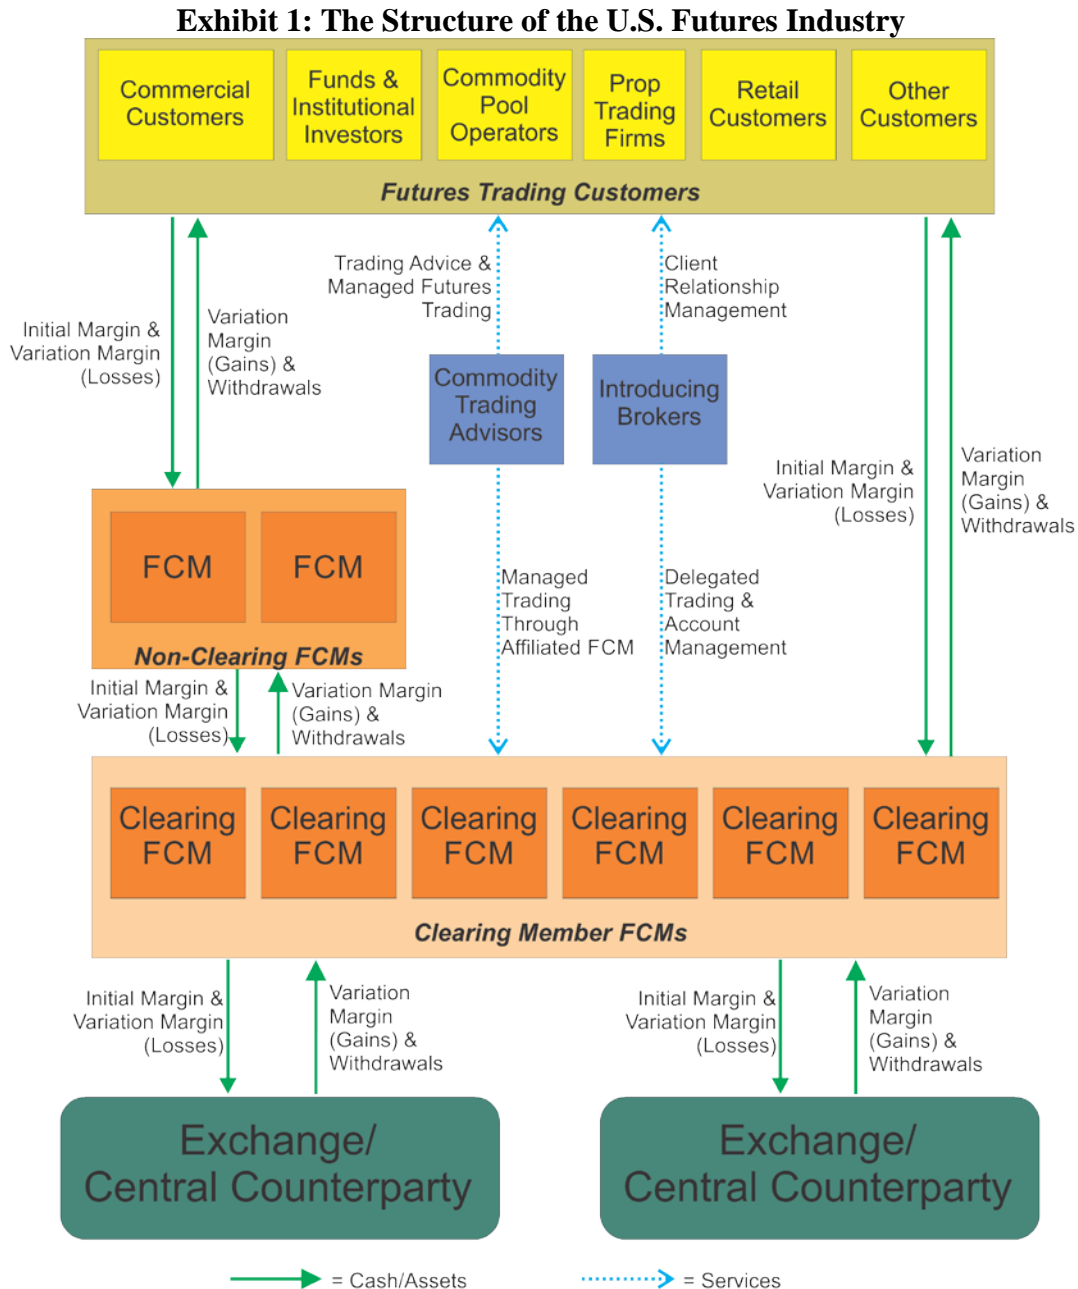 Exhibit 1: The Structure of the U.S. Futures Industry
Commercial
Customers
Funds &
Institutional
Investors
Commodity
Pool
Operators
Prop
Trading
Firms
Retail
Customers
Other
Customers
Futures Trading Customers
Initial Margin &
Variation Margin
(Losses)
Variation
Margin
(Gains) &
Withdrawals
Trading Advice &
Managed Futures
Trading
Client
Relationship
Management
Commodity
Trading
Advisors
Introducing
Brokers
Initial Margin &
Variation Margin
(Losses)
Variation
Margin
(Gains) &
Withdrawals
FCM
FCM
Non-Clearing FCMs
Managed
Trading
Through
Affiliated FCM
Delegated
Trading &
Account
Management
Initial Margin &
Variation Margin
(Losses)
Variation Margin
(Gains) &
Withdrawals
Clearing
FCM
Clearing
FCM
Clearing
FCM
Clearing
FCM
Clearing
FCM
Clearing
FCM
Clearing Member FCMs
Initial Margin &
Variation Margin
(Losses)
Variation
Margin
(Gains) &
Withdrawals
Initial Margin &
Variation Margin
(Losses)
Variation
Margin
(Gains) &
Withdrawals
Exchange/
Central Counterparty
Exchange/
Central Counterparty
= Cash/Assets
= Services